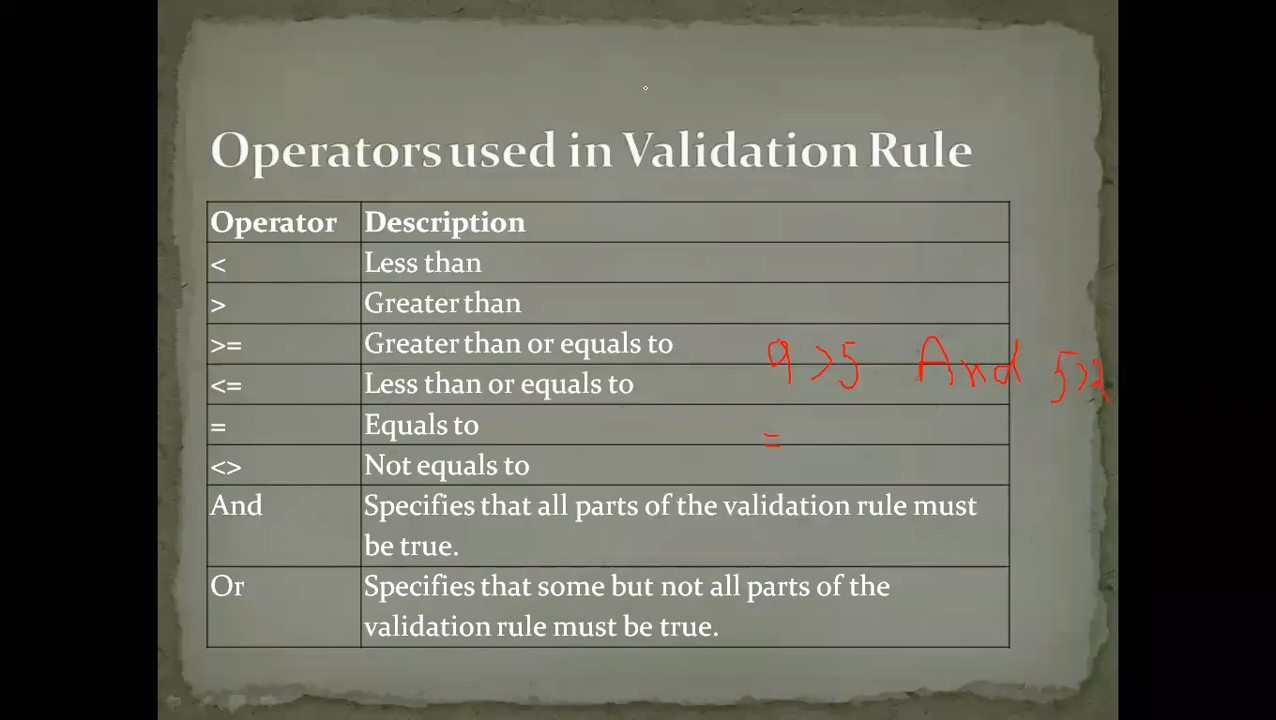 Operators used in Validation Rule
Operator Description
< Less than
> Greater than
>= Greater than or equals to
<= Less than or equals to
= Equals to
<> Not equals to
And Specifies that all parts of the validation rule must
be true.
Or Specifies that some but not all parts of the
validation rule must be true.
9 >5 And 5>2
=